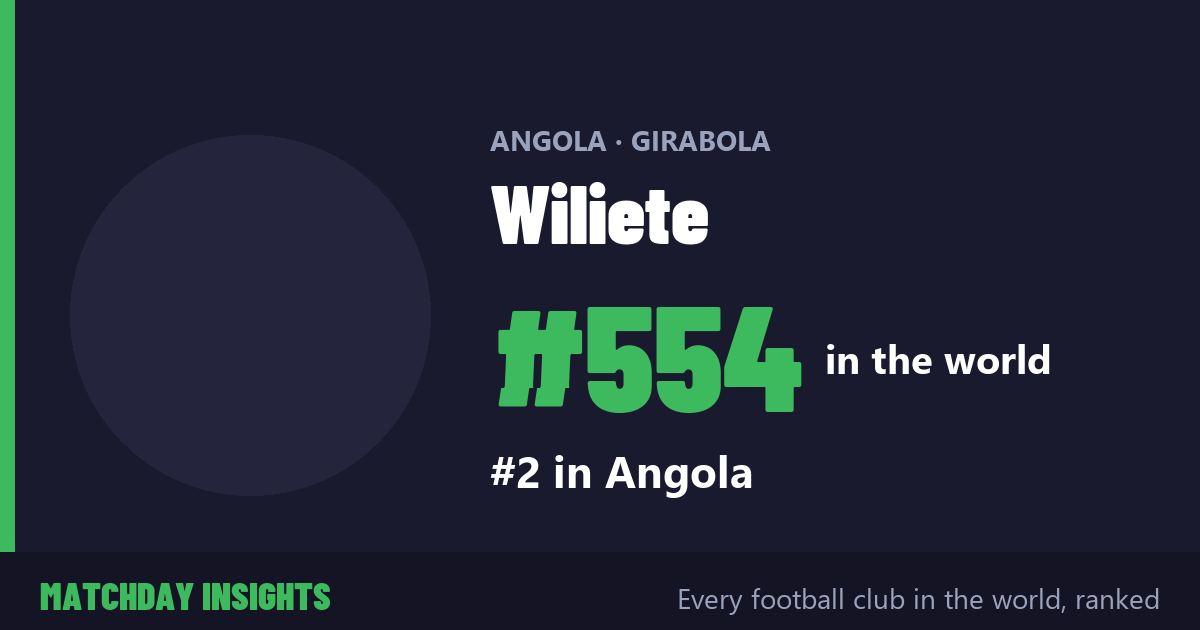 ANGOLA · GIRABOLA
Wiliete
#554 in the world
#2 in Angola
MATCHDAY INSIGHTS
Every football club in the world, ranked